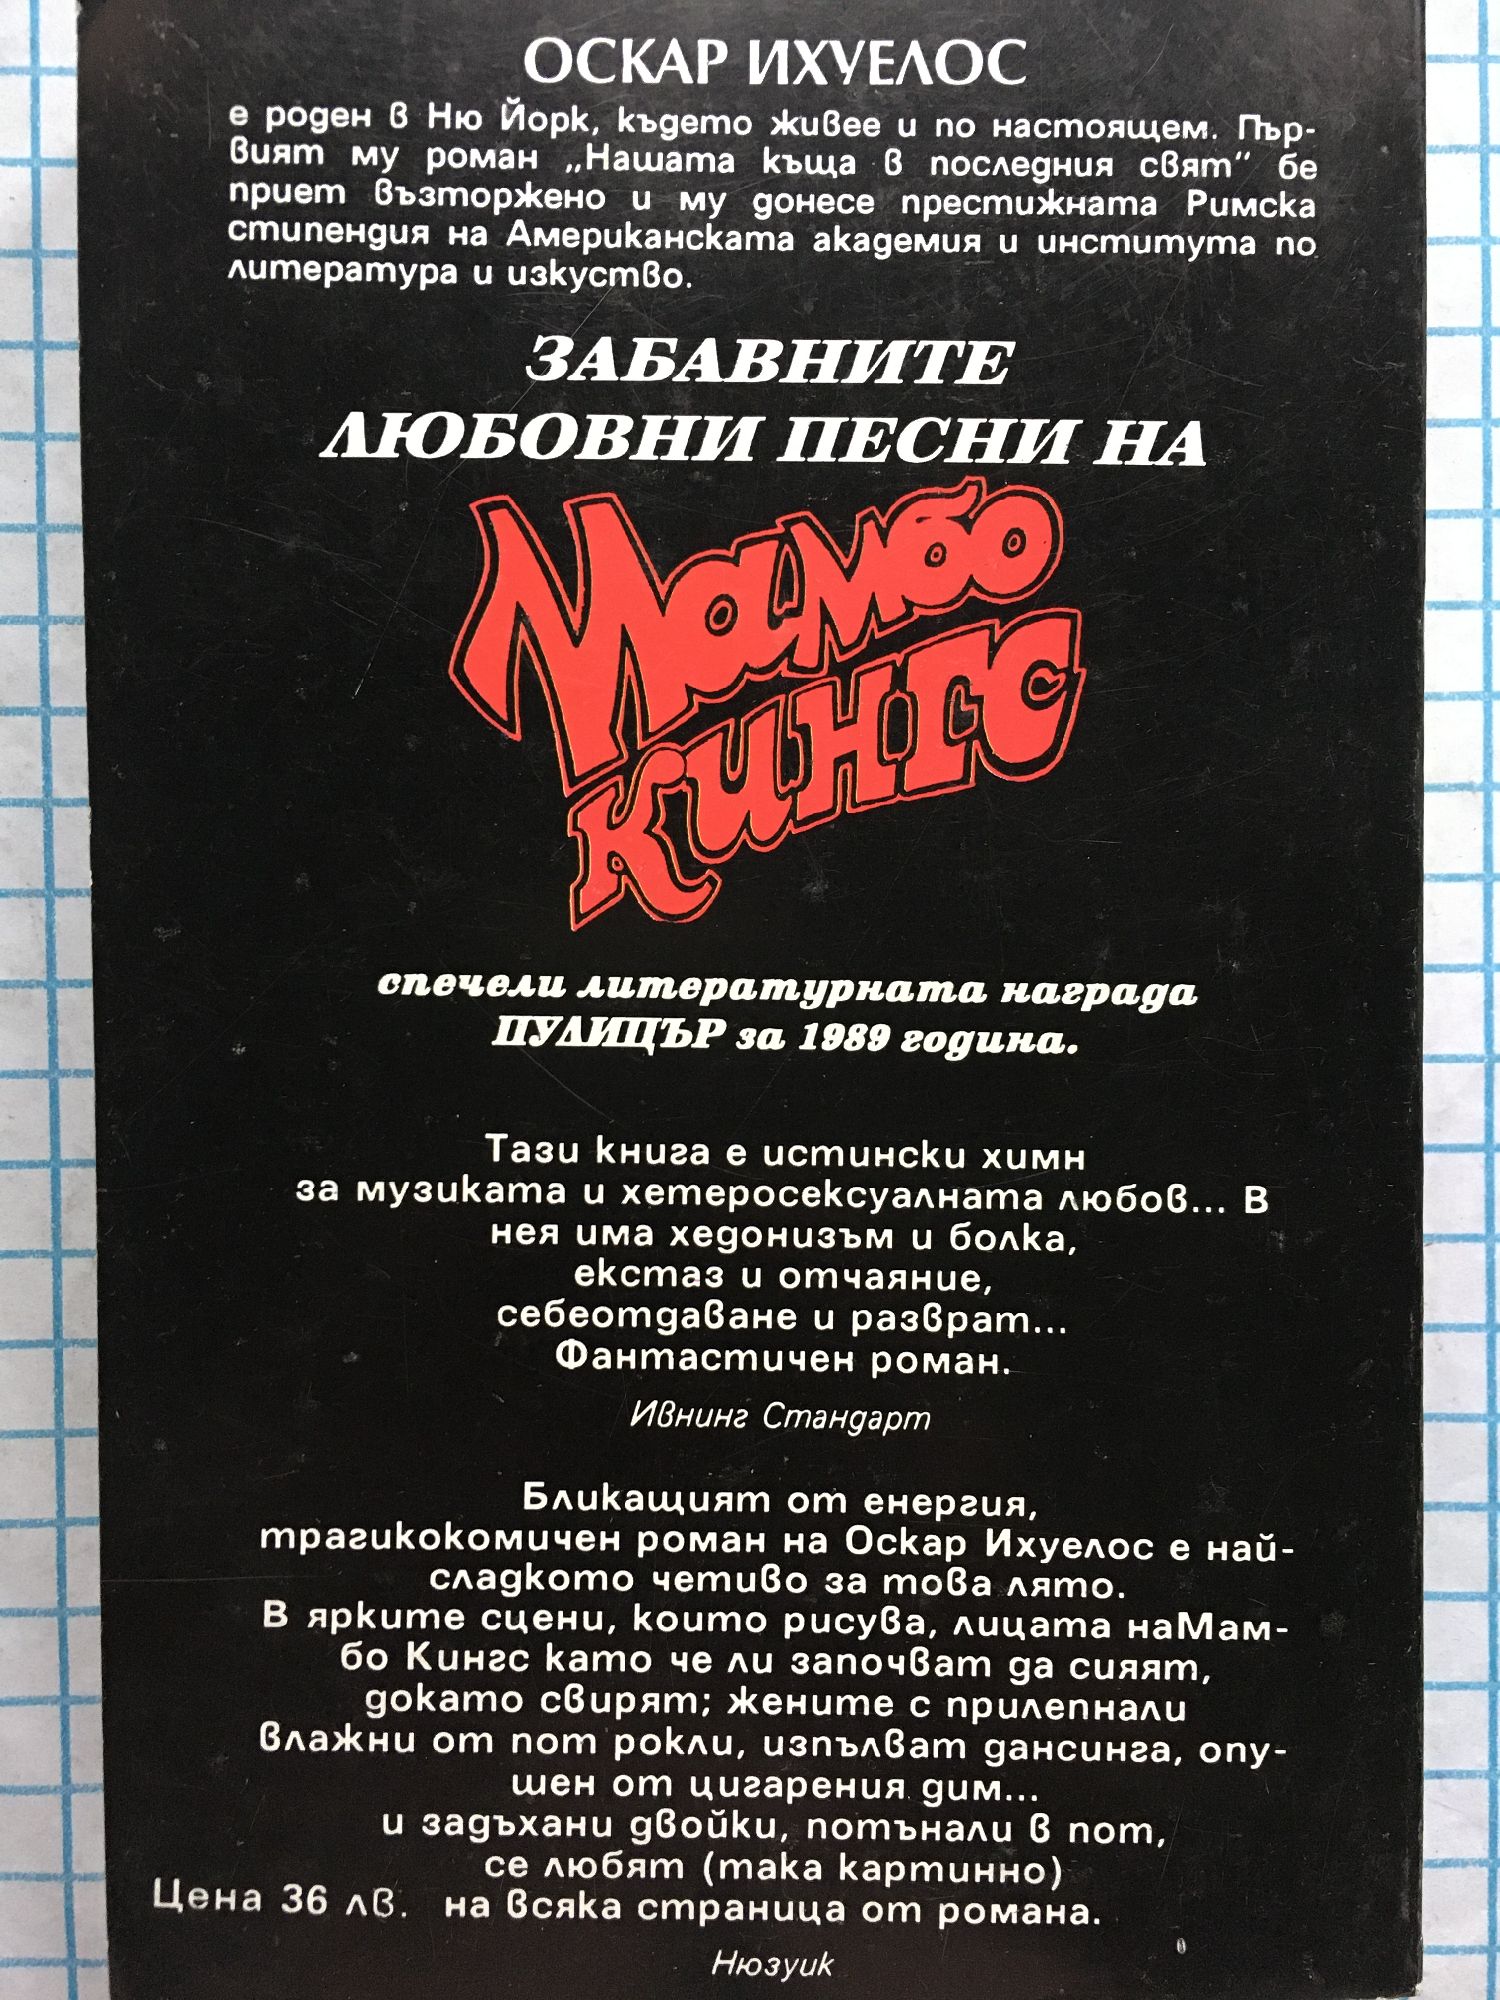 ОСКАР ИХУЕЛОС
е роден в Ню Йорк, където живее и по настоящем. Пър-
вият му роман „Нашата къща в последния свят" бе
приет възторжено и му донесе престижната Римска
стипендия на Американската академия и института по
литература и изкуство.
ЗАБАВНИТЕ
ЛЮБОВНИ ПЕСНИ НА
Мамбо
Кингс
спечели литературната награда
ПУЛИЦЪР за 1989 година.
Тази книга е истински химн
за музиката и хетеросексуалната любов... В
нея има хедонизъм и болка,
екстаз и отчаяние,
себеотдаване и разврат...
Фантастичен роман.
Ивнинг Стандарт
Бликащият от енергия,
трагикокомичен роман на Оскар Ихуелос е най-
сладкото четиво за това лято.
В ярките сцени, които рисува, лицата наМам-
бо Кингс като че ли започват да сияят,
докато свирят; жените с прилепнали
влажни от пот рокли, изпълват дансинга, опу-
шен от цигарения дим...
и задъхани двойки, потънали в пот,
се любят (така картинно)
Цена 36 лв. на всяка страница от романа.
Нюзуик